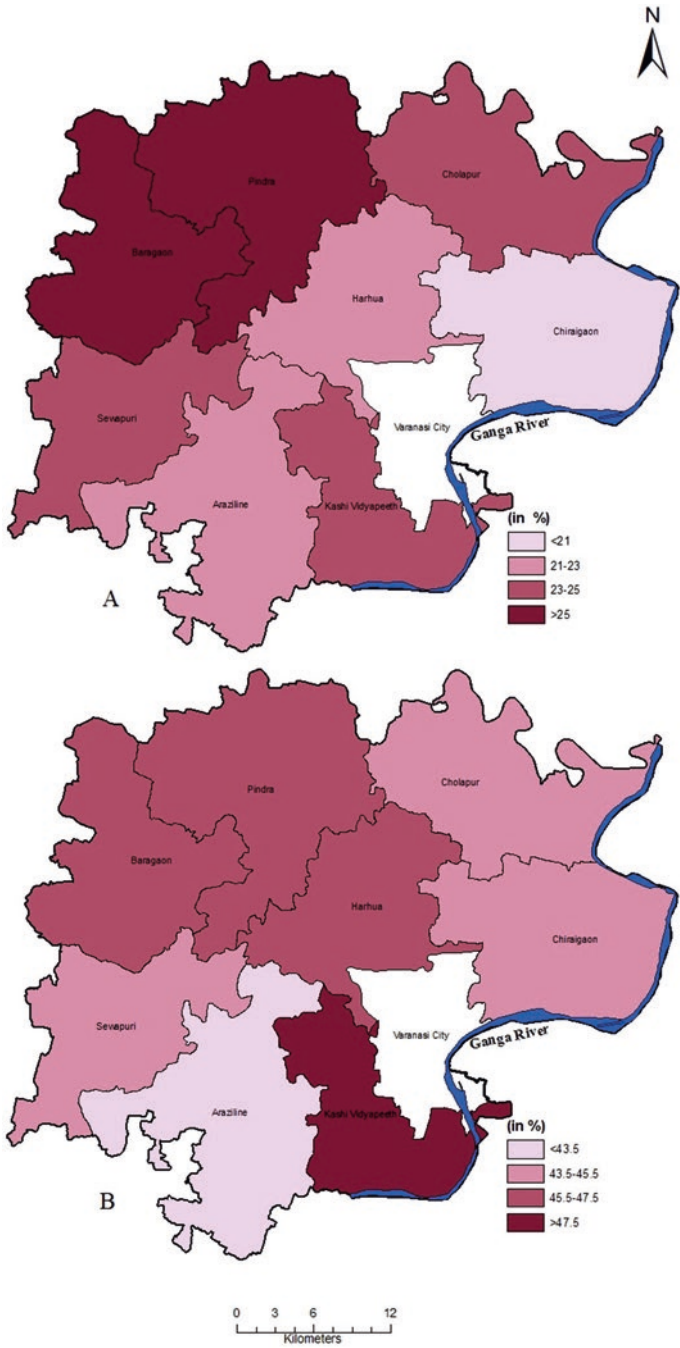 N
Pindra
Cholapur
Baragaon
Harhua
Chiraigaon
Sewapuri
Varanasi City
Ganga River
Araziline
Kashi Vidyapeeth
(in %)
<21
21-23
23-25
>25
A
Pindra
Cholapur
Baragaon
Harhua
Chiraigaon
Sewapuri
Varanasi City
Ganga River
Araziline
Kashi Vidyapeeth
(in %)
<43.5
43.5-45.5
45.5-47.5
>47.5
B
0 3 6 12
Kilometers